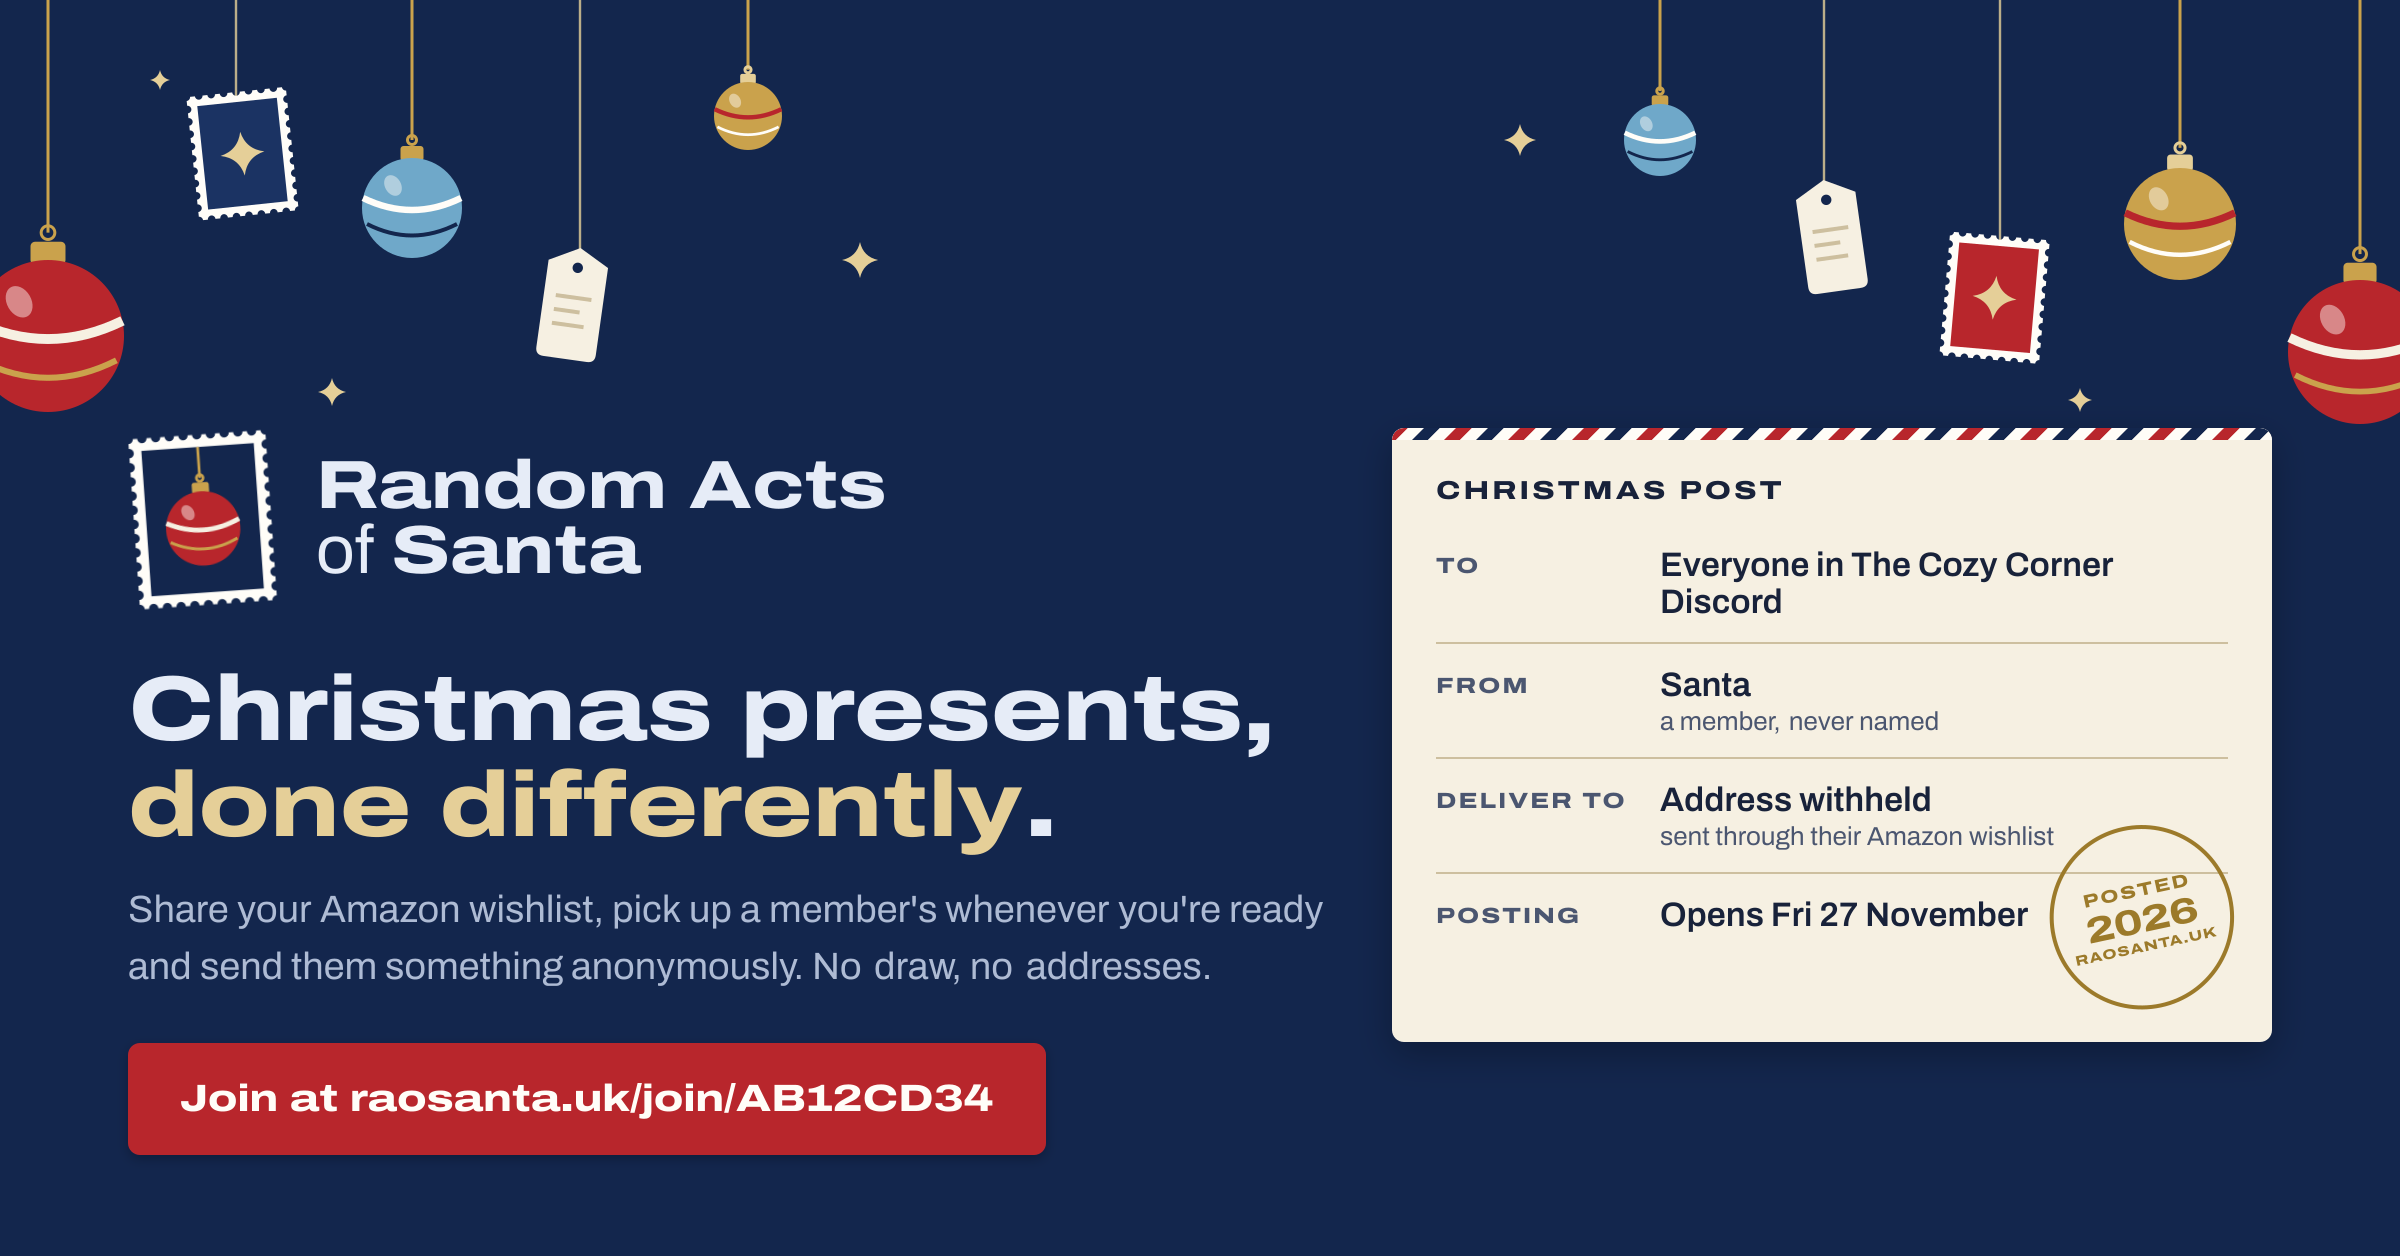 Random Acts
of Santa
Christmas presents,
done differently.
Share your Amazon wishlist, pick up a member's whenever you're ready
and send them something anonymously. No draw, no addresses.
Join at raosanta.uk/join/AB12CD34
CHRISTMAS POST
TO
Everyone in The Cozy Corner
Discord
FROM
Santa
a member, never named
DELIVER TO
Address withheld
sent through their Amazon wishlist
POSTING
Opens Fri 27 November
POSTED
2026
RAOSANTA.UK